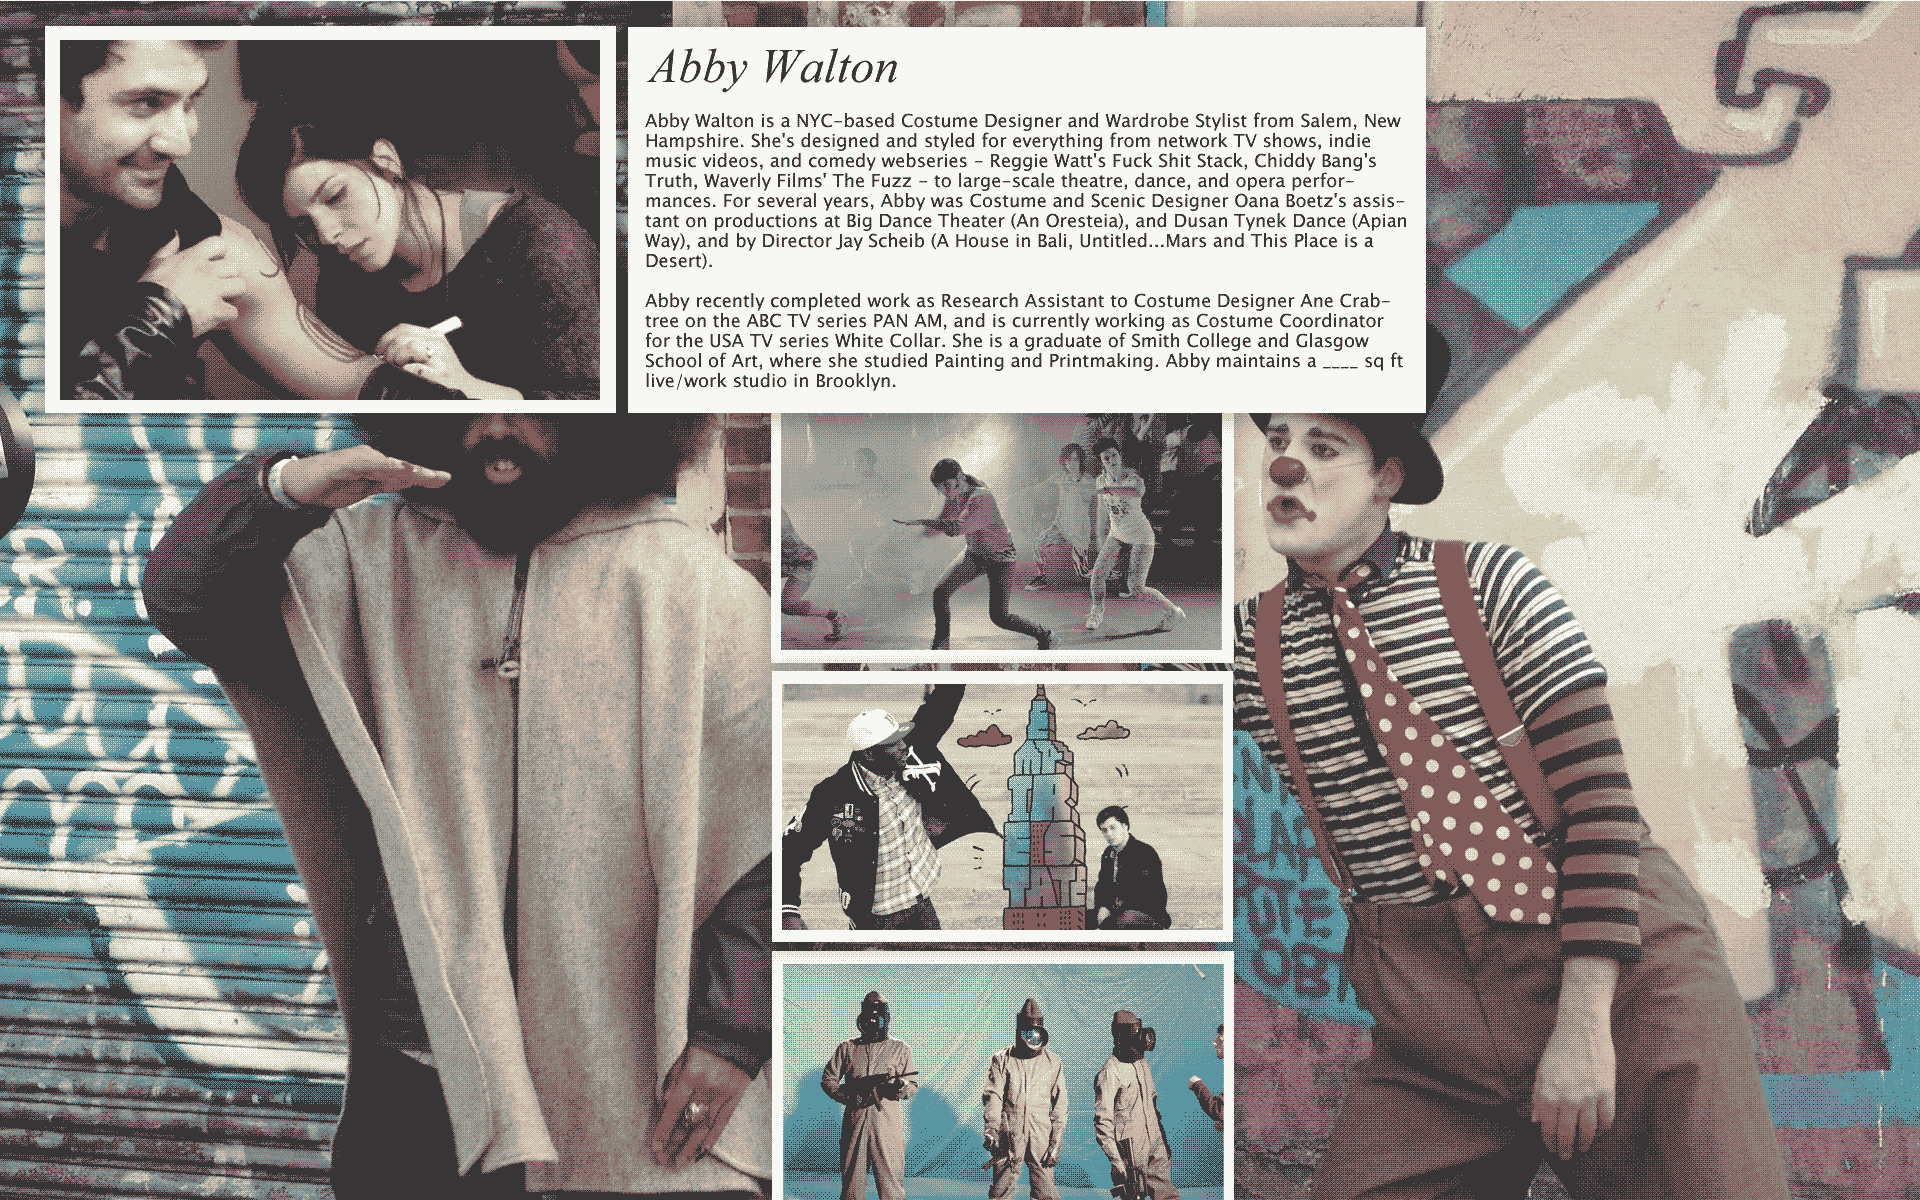 Abby Walton
Abby Walton is a NYC-based Costume Designer and Wardrobe Stylist from Salem, New
Hampshire. She's designed and styled for everything from network TV shows, indie
music videos, and comedy webseries - Reggie Watt's Fuck Shit Stack, Chiddy Bang's
Truth, Waverly Films' The Fuzz - to large-scale theatre, dance, and opera perfor-
mances. For several years, Abby was Costume and Scenic Designer Oana Boetz's assis-
tant on productions at Big Dance Theater (An Oresteia), and Dusan Tynek Dance (Apian
Way), and by Director Jay Scheib (A House in Bali, Untitled...Mars and This Place is a
Desert).
Abby recently completed work as Research Assistant to Costume Designer Ane Crab-
tree on the ABC TV series PAN AM, and is currently working as Costume Coordinator
for the USA TV series White Collar. She is a graduate of Smith College and Glasgow
School of Art, where she studied Painting and Printmaking. Abby maintains a ____ sq ft
live/work studio in Brooklyn.